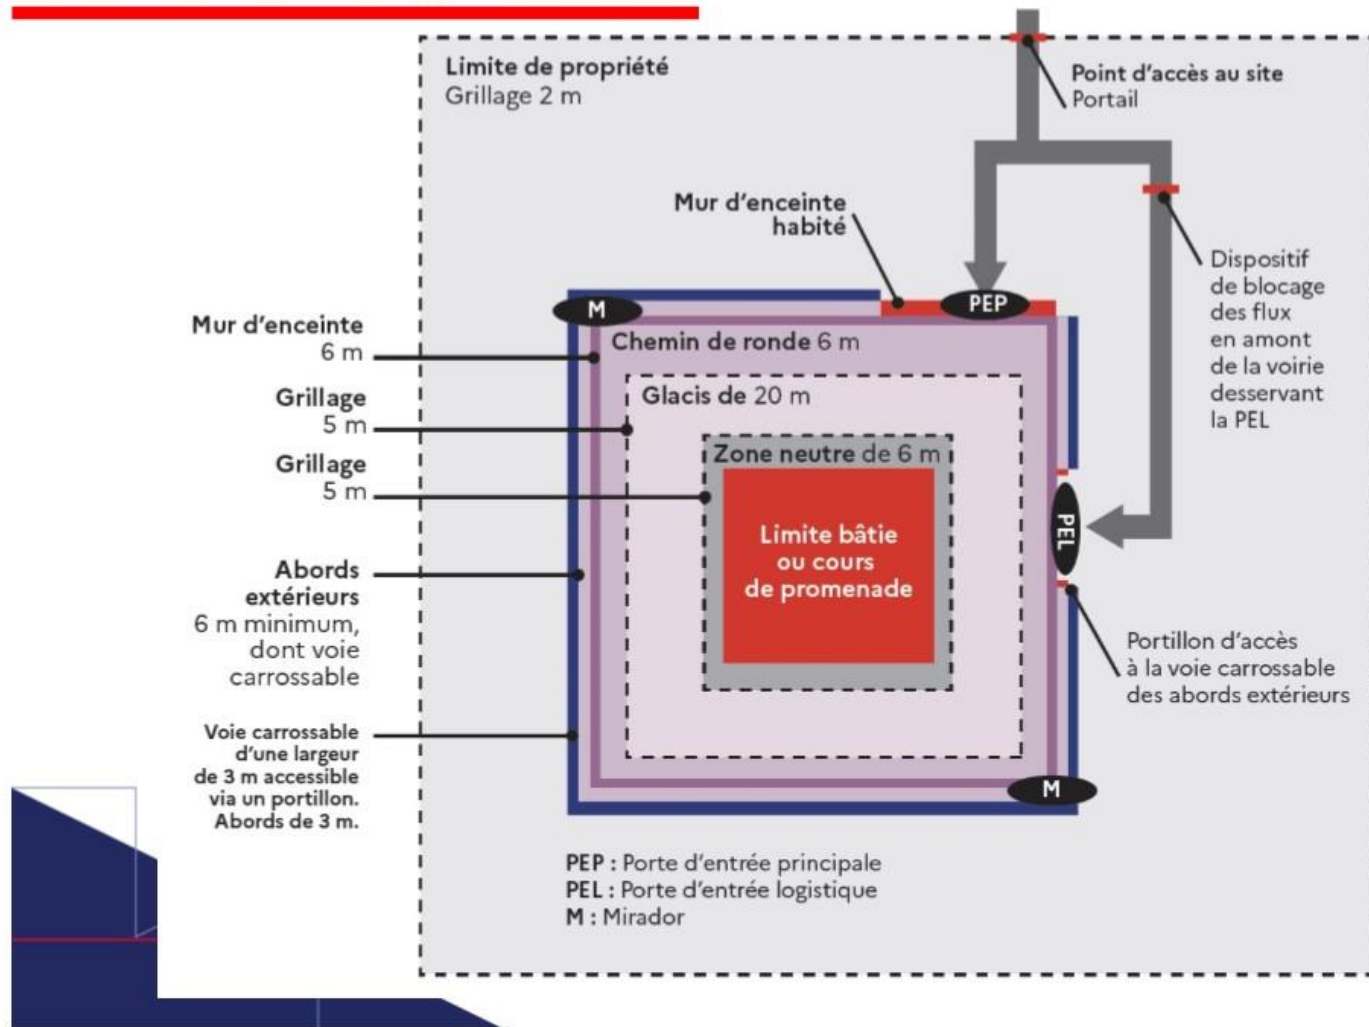 Limite de propriété
Grillage 2 m
Point d'accès au site
Portail
Mur d'enceinte
habité
Dispositif
de blocage
des flux
en amont
de la voirie
desservant
la PEL
M
PEP
Mur d'enceinte
6 m
Chemin de ronde 6 m
Grillage
5 m
Glacis de 20 m
Grillage
5 m
Zone neutre de 6 m
Limite bâtie
ou cours
de promenade
PEL
Abords
extérieurs
6 m minimum,
dont voie
carrossable
Portillon d'accès
à la voie carrossable
des abords extérieurs
Voie carrossable
d'une largeur
de 3 m accessible
via un portillon.
Abords de 3 m.
M
PEP : Porte d'entrée principale
PEL : Porte d'entrée logistique
M : Mirador